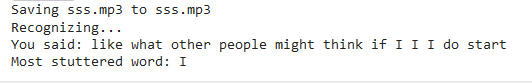 Saving sss.mp3 to sss.mp3
Recognizing...
You said: like what other people might think if I I I do start
Most stuttered word: I